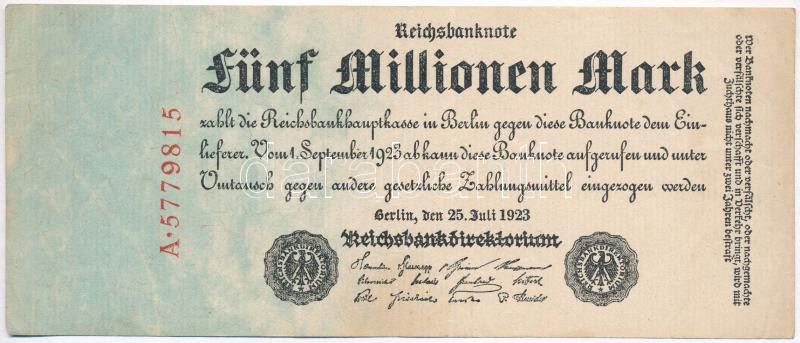 Reichsbanknote
Fünf Millionen Mark
zahlt die Reichsbankhauptkasse in Berlin gegen diese Banknote dem Ein-
lieferer. Vom 1. September 1923 ab kann diese Banknote aufgerufen und unter
Umtausch gegen andere gesetzliche Zahlungsmittel eingezogen werden
Berlin, den 25. Juli 1923
Reichsbankdirektorium
REICHSBANKDIREKTORIUM
REICHSBANKDIREKTORIUM
A·5779815
Wer Banknoten nachmacht oder verfälscht, oder nachgemachte
oder verfälschte sich verschafft und in Verkehr bringt, wird mit
Zuchthaus nicht unter zwei Jahren bestraft
darabanth